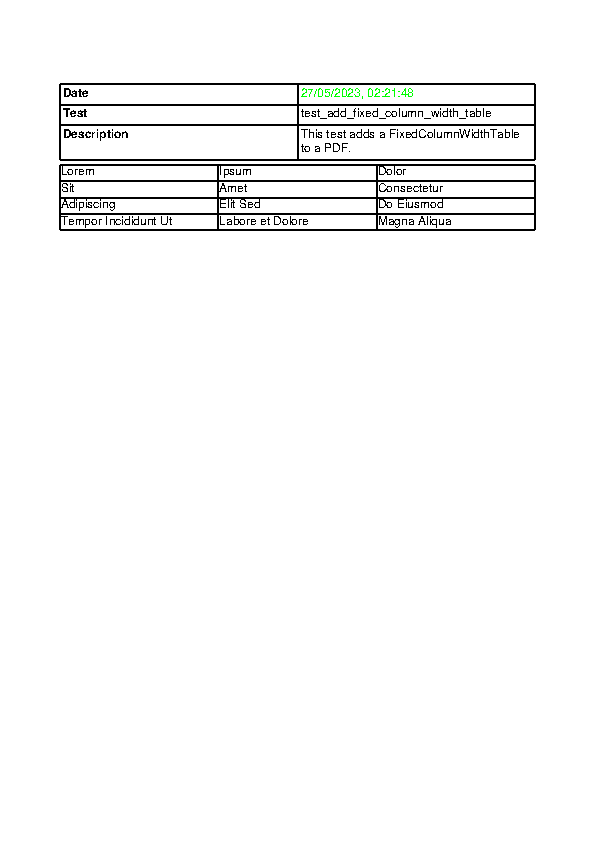 Date 27/05/2023, 02:21:48
Test test_add_fixed_column_width_table
Description This test adds a FixedColumnWidthTable
to a PDF.
Lorem Ipsum Dolor
Sit Amet Consectetur
Adipiscing Elit Sed Do Eiusmod
Tempor Incididunt Ut Labore et Dolore Magna Aliqua